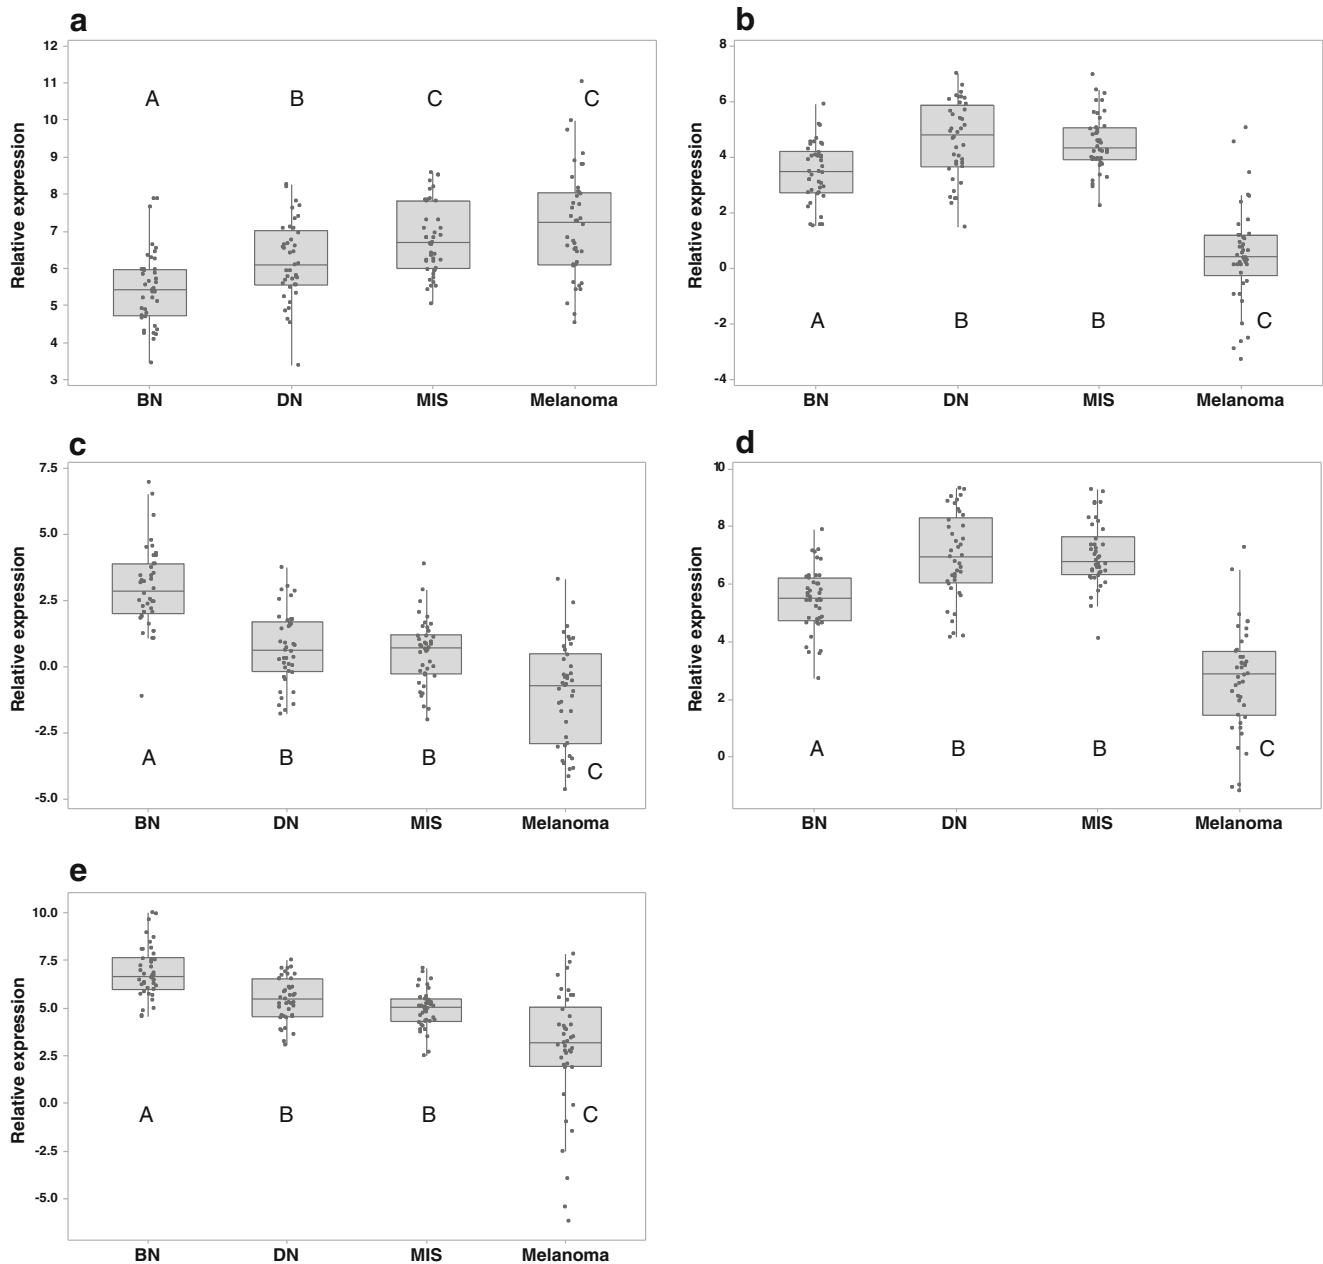 a
12
11
10
9
8
7
6
5
4
3
Relative expression
A
B
C
C
BN
DN
MIS
Melanoma
b
8
6
4
2
0
-2
-4
Relative expression
A
B
B
C
BN
DN
MIS
Melanoma
c
7.5
5.0
2.5
0.0
-2.5
-5.0
Relative expression
A
B
B
C
BN
DN
MIS
Melanoma
d
10
8
6
4
2
0
Relative expression
A
B
B
C
BN
DN
MIS
Melanoma
e
10.0
7.5
5.0
2.5
0.0
-2.5
-5.0
Relative expression
A
B
B
C
BN
DN
MIS
Melanoma